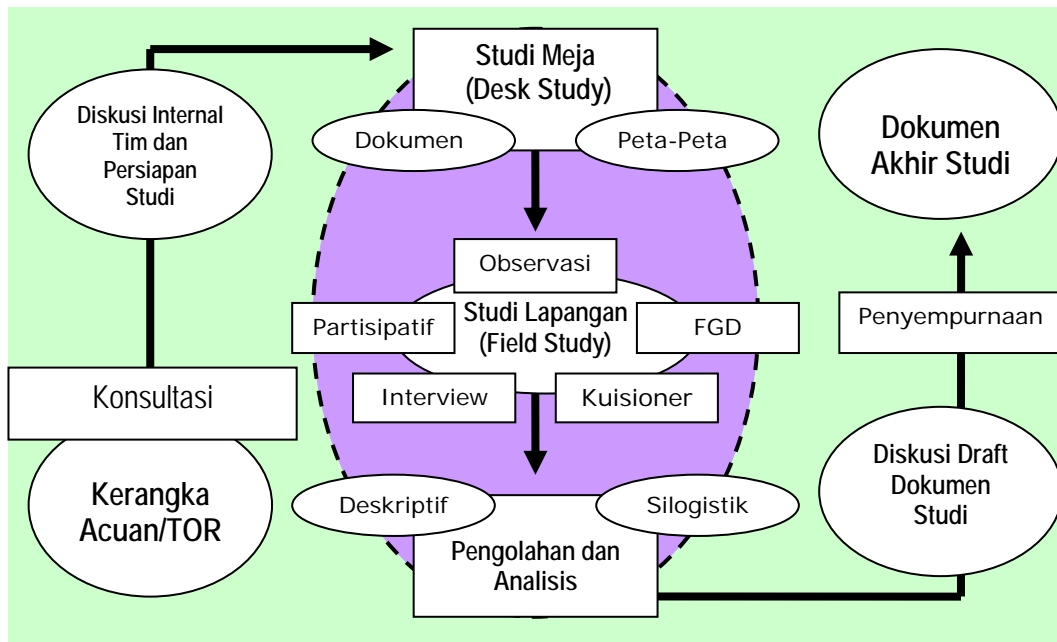 Studi Meja
(Desk Study)
Dokumen
Peta-Peta
Diskusi Internal
Tim dan
Persiapan
Studi
Dokumen
Akhir Studi
Observasi
Partisipatif
Studi Lapangan
(Field Study)
FGD
Interview
Kuisioner
Penyempurnaan
Konsultasi
Kerangka
Acuan/TOR
Deskriptif
Silogistik
Pengolahan dan
Analisis
Diskusi Draft
Dokumen
Studi